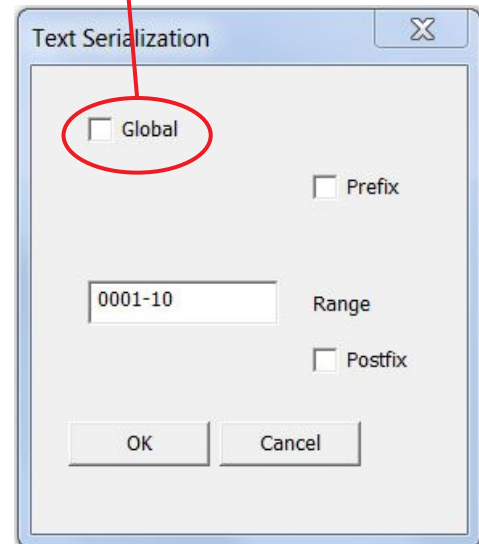 Text Serialization
Global
Prefix
0001-10 Range
Postfix
OK Cancel